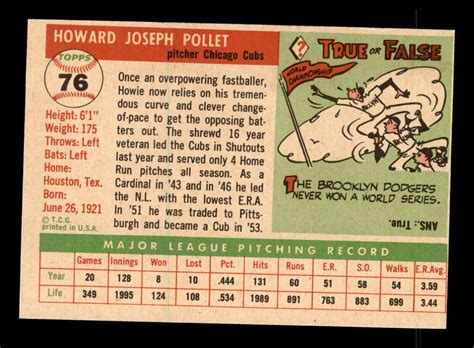 HOWARD JOSEPH POLLET
pitcher Chicago Cubs
TOPPS
76
Height: 6'1"
Weight: 175
Throws: Left
Bats: Left
Home:
Houston, Tex.
Born:
June 26, 1921
© T.C.G.
printed in U.S.A.
Once an overpowering fastballer,
Howie now relies on his tremen-
dous curve and clever change-
of-pace to get the opposing bat-
ters out. The shrewd 16 year
veteran led the Cubs in Shutouts
last year and served only 4 Home
Run pitches all season. As a
Cardinal in '43 and in '46 he led
the N.L. with the lowest E.R.A.
In '51 he was traded to Pitts-
burgh and became a Cub in '53.
?
TRUE OR FALSE
WORLD CHAMPIONSHIP
THE BROOKLYN DODGERS
NEVER WON A WORLD SERIES.
ANS.: True.
MAJOR LEAGUE PITCHING RECORD
Games Innings Won Lost Pct. Hits Runs E.R. S.O. Walks E.R.Avg.
Year 20 128 8 10 .444 131 60 51 58 54 3.59
Life 349 1995 124 108 .534 1989 891 763 888 699 3.44